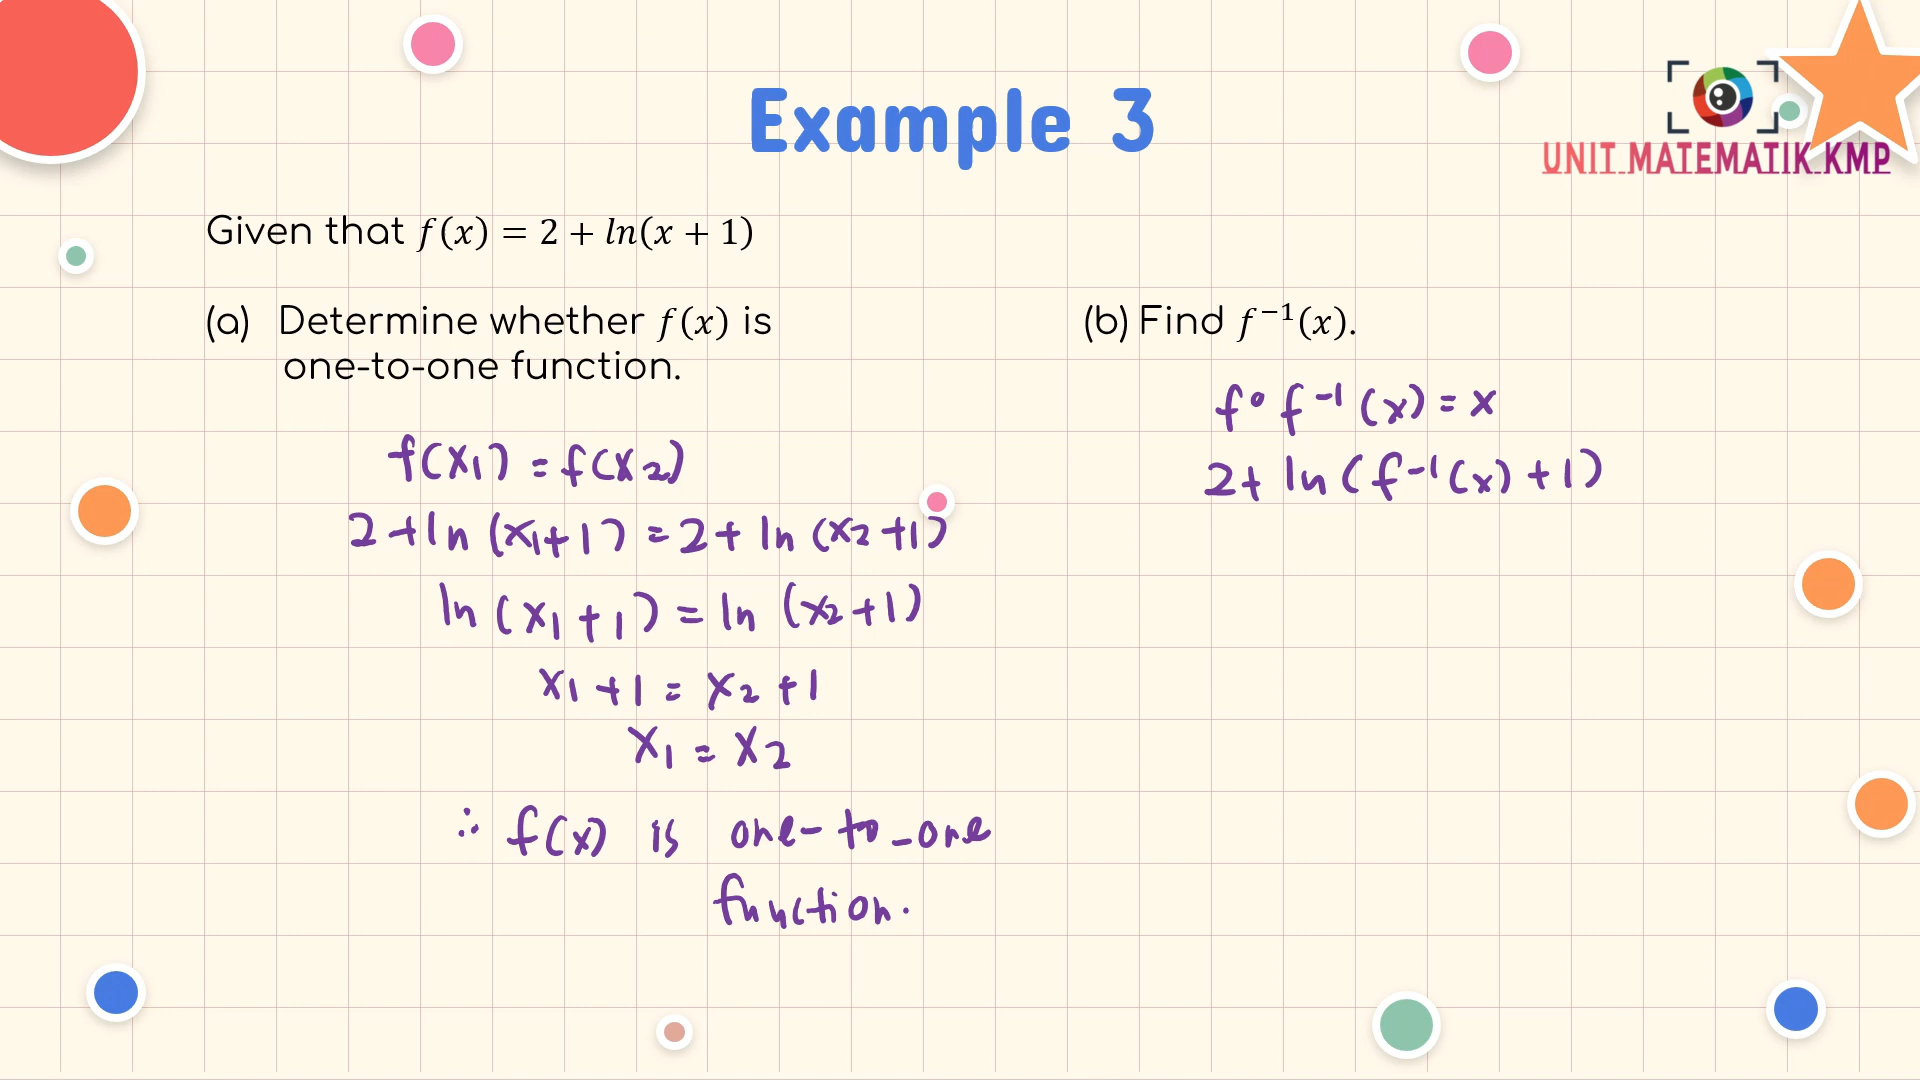 Example 3
UNIT MATEMATIK KMP
Given that f(x) = 2 + ln(x + 1)
(a) Determine whether f(x) is
one-to-one function.
f(x₁) = f(x₂)
2 + ln (x₁+1) = 2 + ln (x₂+1)
ln (x₁+1) = ln (x₂+1)
x₁+1 = x₂+1
x₁ = x₂
∴ f(x) is one-to-one
function.
(b) Find f⁻¹(x).
f∘f⁻¹(x) = x
2+ ln (f⁻¹(x)+1)